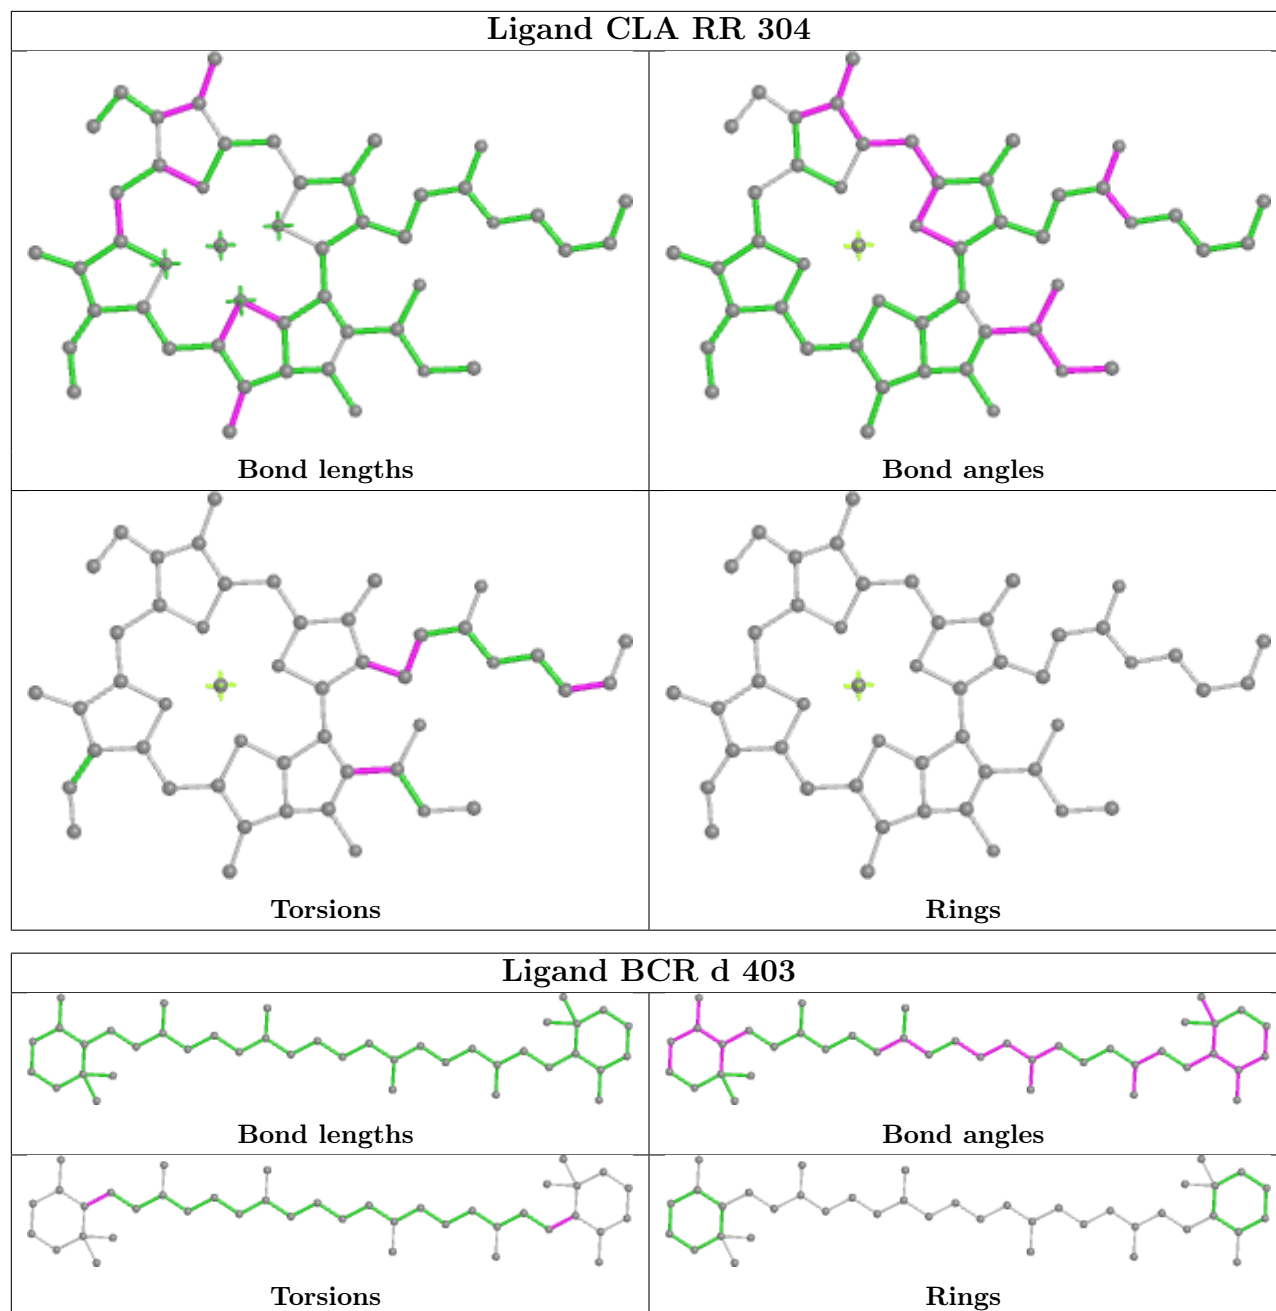 Ligand CLA RR 304
Bond lengths
Bond angles
Torsions
Rings
Ligand BCR d 403
Bond lengths
Bond angles
Torsions
Rings